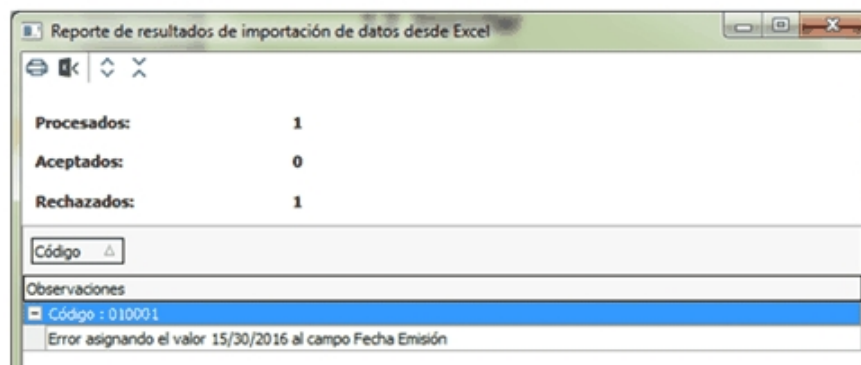 Reporte de resultados de importación de datos desde Excel
Procesados: 1
Aceptados: 0
Rechazados: 1
Código
Observaciones
Código : 010001
Error asignando el valor 15/30/2016 al campo Fecha Emisión